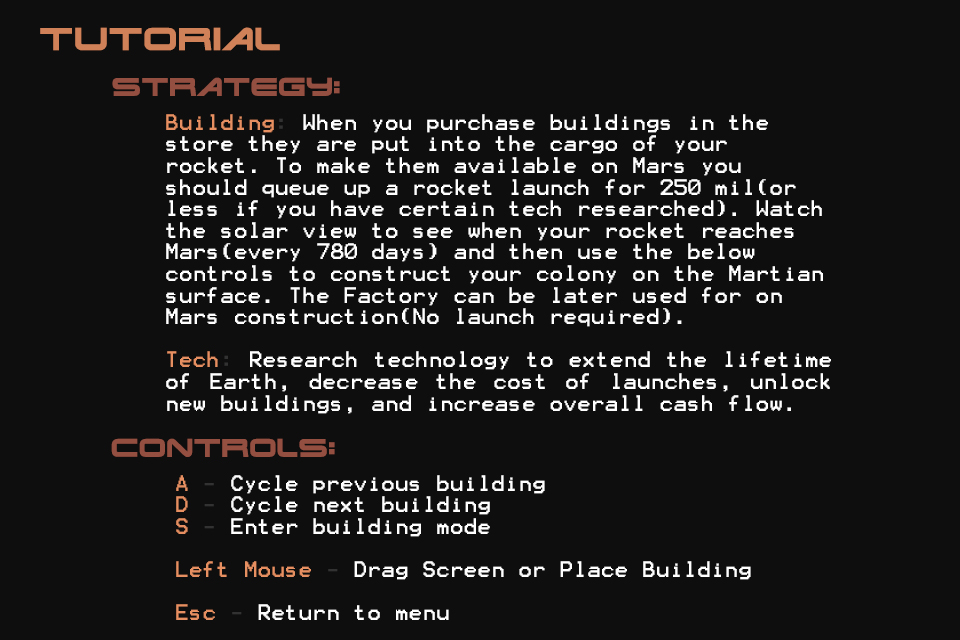 TUTORIAL
STRATEGY:
Building: When you purchase buildings in the
store they are put into the cargo of your
rocket. To make them available on Mars you
should queue up a rocket launch for 250 mil(or
less if you have certain tech researched). Watch
the solar view to see when your rocket reaches
Mars(every 780 days) and then use the below
controls to construct your colony on the Martian
surface. The Factory can be later used for on
Mars construction(No launch required).
Tech: Research technology to extend the lifetime
of Earth, decrease the cost of launches, unlock
new buildings, and increase overall cash flow.
CONTROLS:
A - Cycle previous building
D - Cycle next building
S - Enter building mode
Left Mouse - Drag Screen or Place Building
Esc - Return to menu